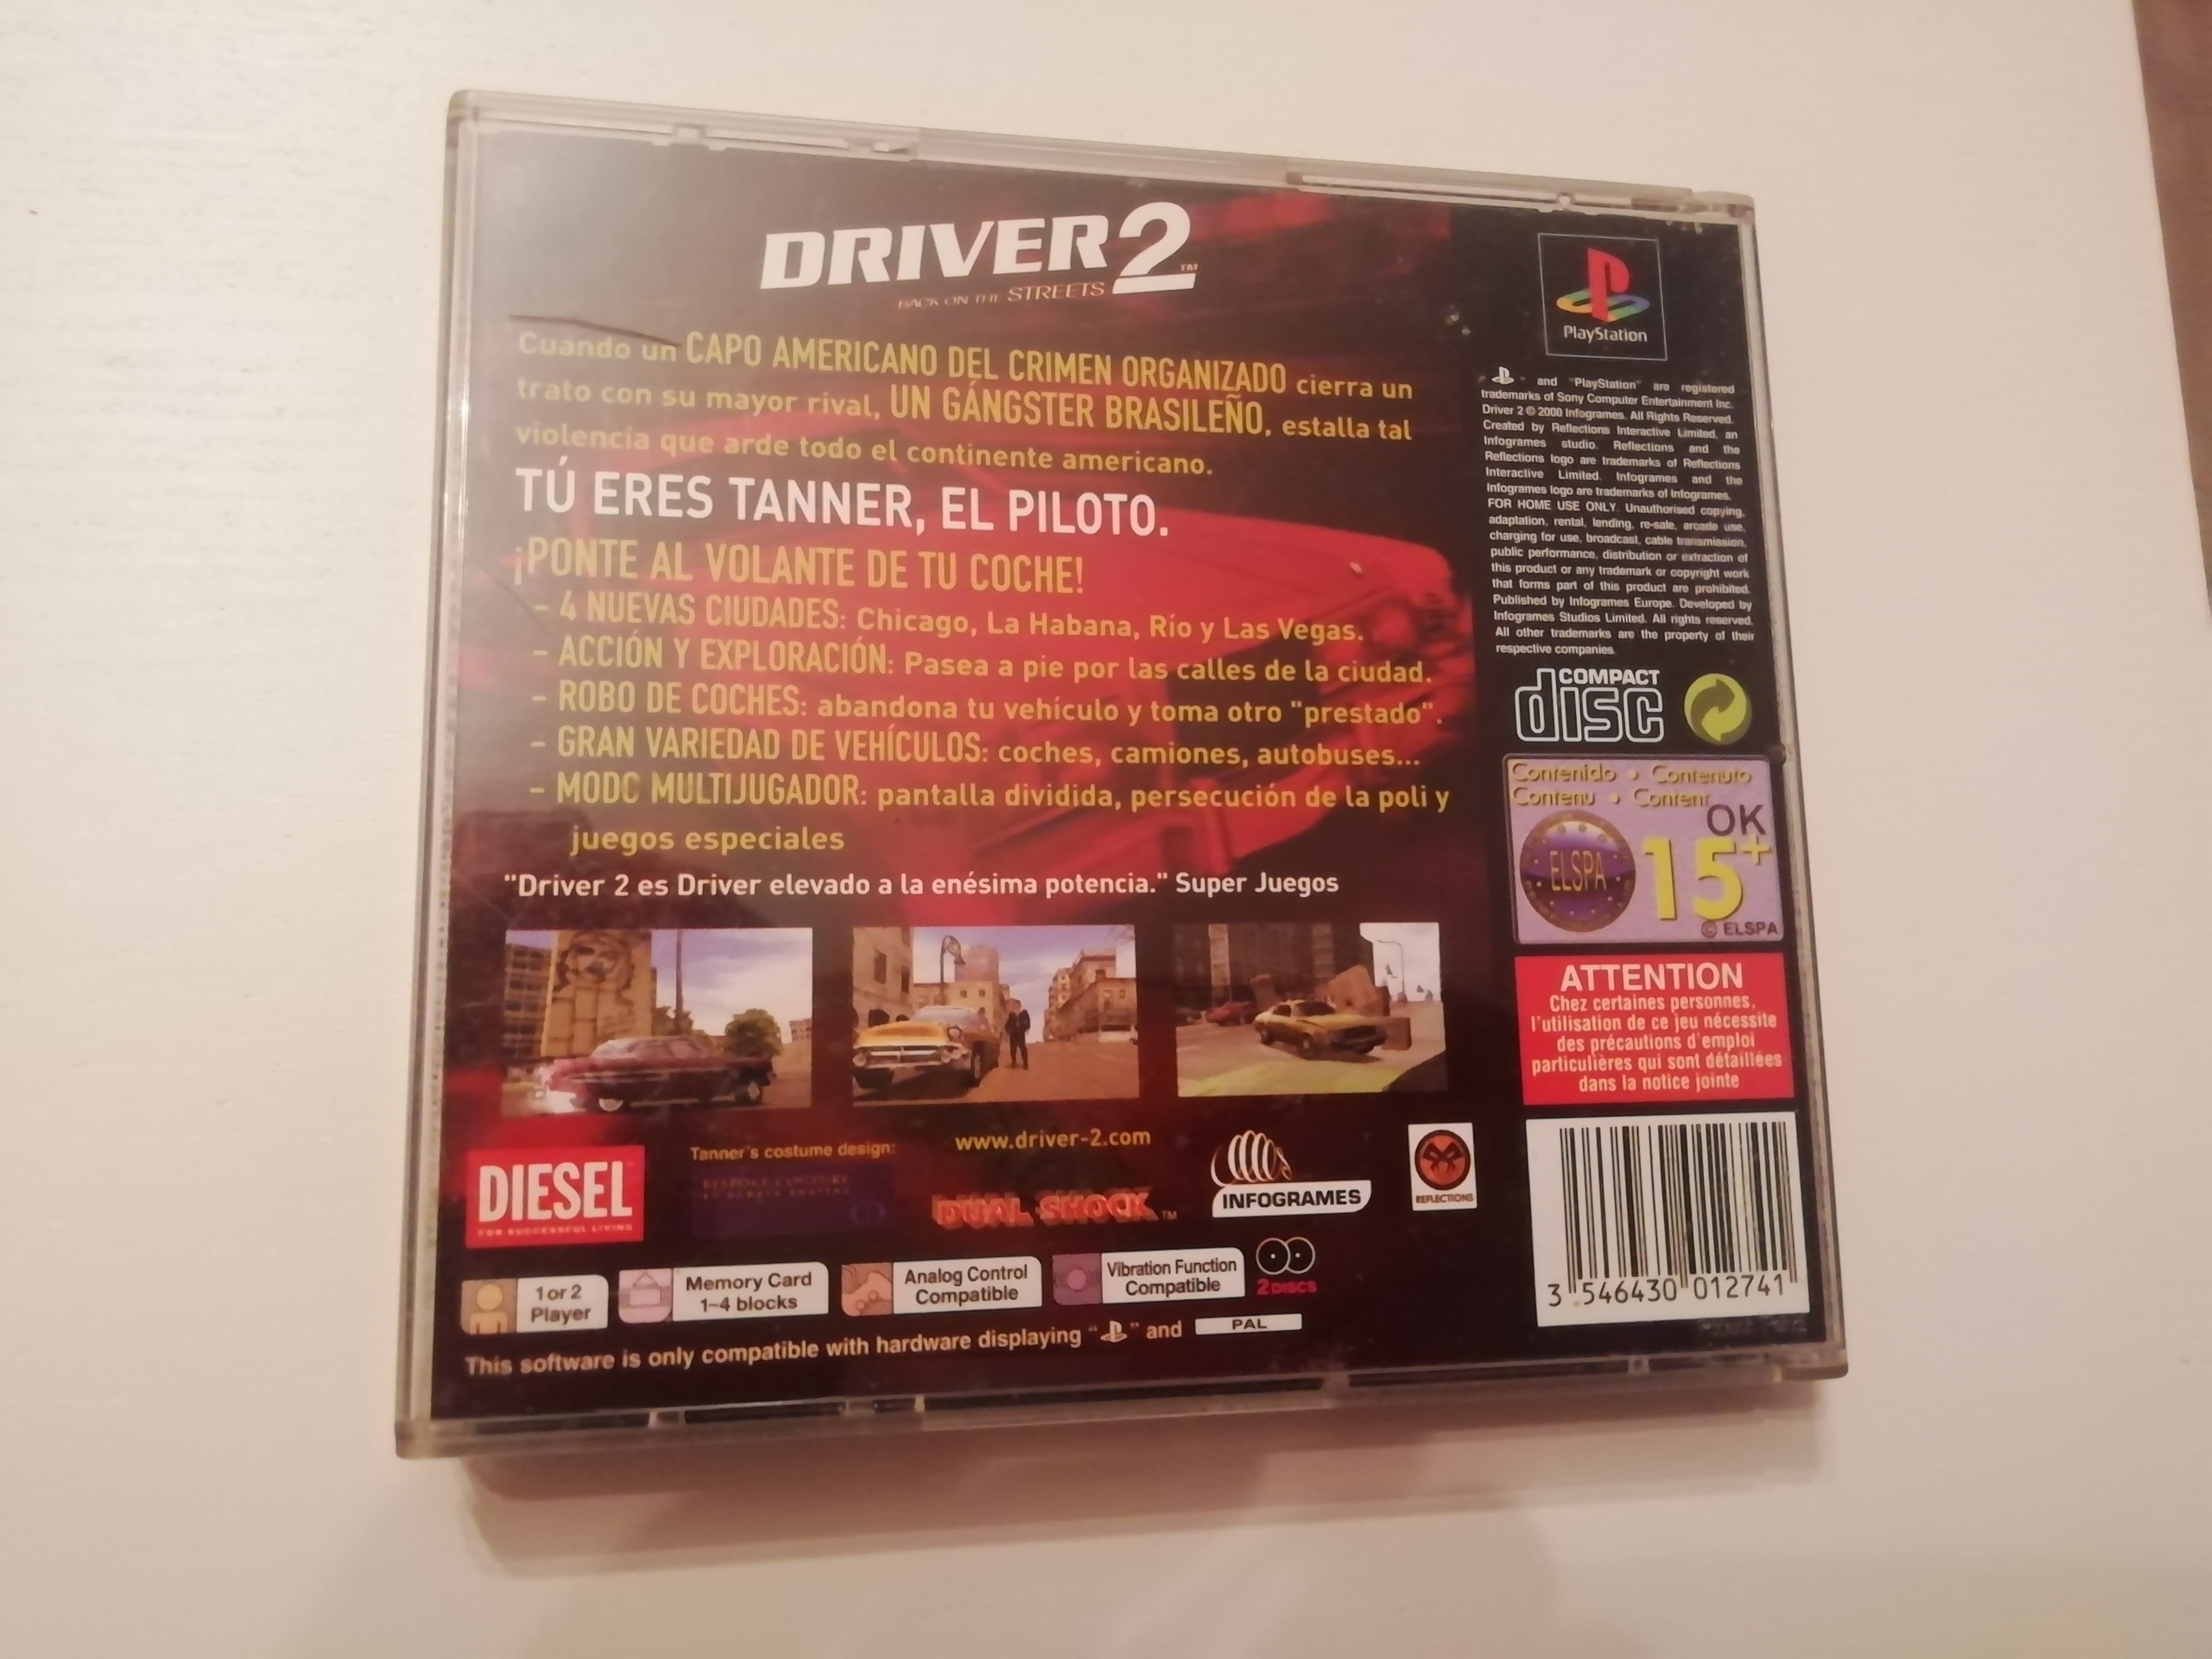 DRIVER 2™
BACK ON THE STREETS
Cuando un CAPO AMERICANO DEL CRIMEN ORGANIZADO cierra un
trato con su mayor rival, UN GÁNGSTER BRASILEÑO, estalla tal
violencia que arde todo el continente americano.
TÚ ERES TANNER, EL PILOTO.
¡PONTE AL VOLANTE DE TU COCHE!
- 4 NUEVAS CIUDADES: Chicago, La Habana, Río y Las Vegas.
- ACCIÓN Y EXPLORACIÓN: Pasea a pie por las calles de la ciudad.
- ROBO DE COCHES: abandona tu vehículo y toma otro "prestado".
- GRAN VARIEDAD DE VEHÍCULOS: coches, camiones, autobuses...
- MODO MULTIJUGADOR: pantalla dividida, persecución de la poli y
juegos especiales
"Driver 2 es Driver elevado a la enésima potencia." Super Juegos
DIESEL
FOR SUCCESSFUL LIVING
Tanner's costume design:
BESPOKE COUTURE
www.driver-2.com
DUAL SHOCK™
INFOGRAMES
REFLECTIONS
1 or 2
Player
Memory Card
1~4 blocks
Analog Control
Compatible
Vibration Function
Compatible
2 DISCS
This software is only compatible with hardware displaying " " and PAL
PlayStation
" " and "PlayStation" are registered
trademarks of Sony Computer Entertainment Inc.
Driver 2 © 2000 Infogrames. All Rights Reserved.
Created by Reflections Interactive Limited, an
Infogrames studio. Reflections and the
Reflections logo are trademarks of Reflections
Interactive Limited. Infogrames and the
Infogrames logo are trademarks of Infogrames.
FOR HOME USE ONLY. Unauthorised copying,
adaptation, rental, lending, re-sale, arcade use,
charging for use, broadcast, cable transmission,
public performance, distribution or extraction of
this product or any trademark or copyright work
that forms part of this product are prohibited.
Published by Infogrames Europe. Developed by
Infogrames Studios Limited. All rights reserved.
All other trademarks are the property of their
respective companies.
COMPACT
disc
Contenido • Contenuto
Contenu • Content
OK
ELSPA
15+
© ELSPA
ATTENTION
Chez certaines personnes,
l'utilisation de ce jeu nécessite
des précautions d'emploi
particulières qui sont détaillées
dans la notice jointe
3 546430 012741